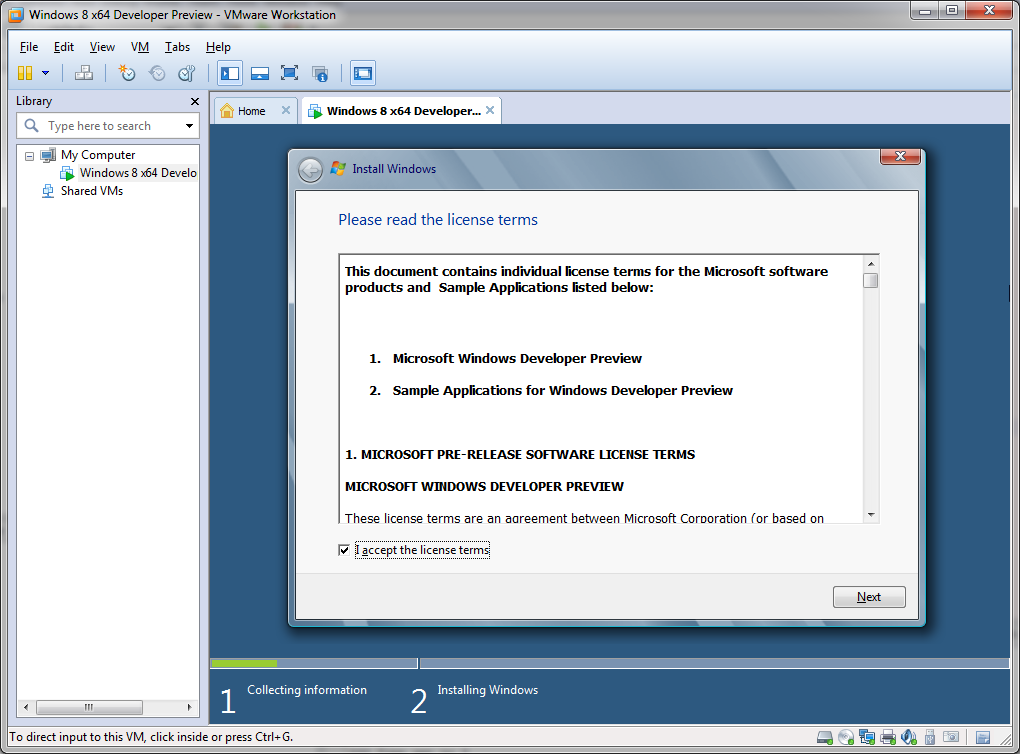 Windows 8 x64 Developer Preview - VMware Workstation
File Edit View VM Tabs Help
Library
Type here to search
My Computer
Windows 8 x64 Develo
Shared VMs
Home
Windows 8 x64 Developer...
Install Windows
Please read the license terms
This document contains individual license terms for the Microsoft software
products and Sample Applications listed below:
1. Microsoft Windows Developer Preview
2. Sample Applications for Windows Developer Preview
1. MICROSOFT PRE-RELEASE SOFTWARE LICENSE TERMS
MICROSOFT WINDOWS DEVELOPER PREVIEW
These license terms are an agreement between Microsoft Corporation (or based on
I accept the license terms
Next
1 Collecting information
2 Installing Windows
To direct input to this VM, click inside or press Ctrl+G.